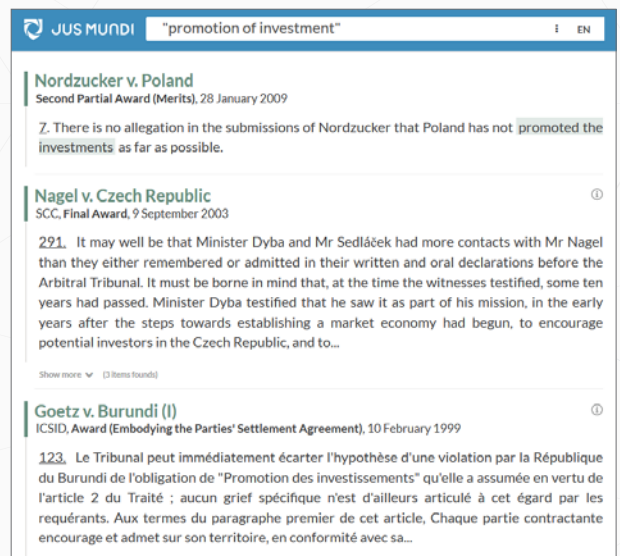 JUS MUNDI "promotion of investment" EN
Nordzucker v. Poland
Second Partial Award (Merits), 28 January 2009
7. There is no allegation in the submissions of Nordzucker that Poland has not promoted the
investments as far as possible.
Nagel v. Czech Republic
SCC, Final Award, 9 September 2003
291. It may well be that Minister Dyba and Mr Sedláček had more contacts with Mr Nagel
than they either remembered or admitted in their written and oral declarations before the
Arbitral Tribunal. It must be borne in mind that, at the time the witnesses testified, some ten
years had passed. Minister Dyba testified that he saw it as part of his mission, in the early
years after the steps towards establishing a market economy had begun, to encourage
potential investors in the Czech Republic, and to...
Show more (3 items founds)
Goetz v. Burundi (I)
ICSID, Award (Embodying the Parties' Settlement Agreement), 10 February 1999
123. Le Tribunal peut immédiatement écarter l'hypothèse d'une violation par la République
du Burundi de l'obligation de "Promotion des investissements" qu'elle a assumée en vertu de
l'article 2 du Traité ; aucun grief spécifique n'est d'ailleurs articulé à cet égard par les
requérants. Aux termes du paragraphe premier de cet article, Chaque partie contractante
encourage et admet sur son territoire, en conformité avec sa...